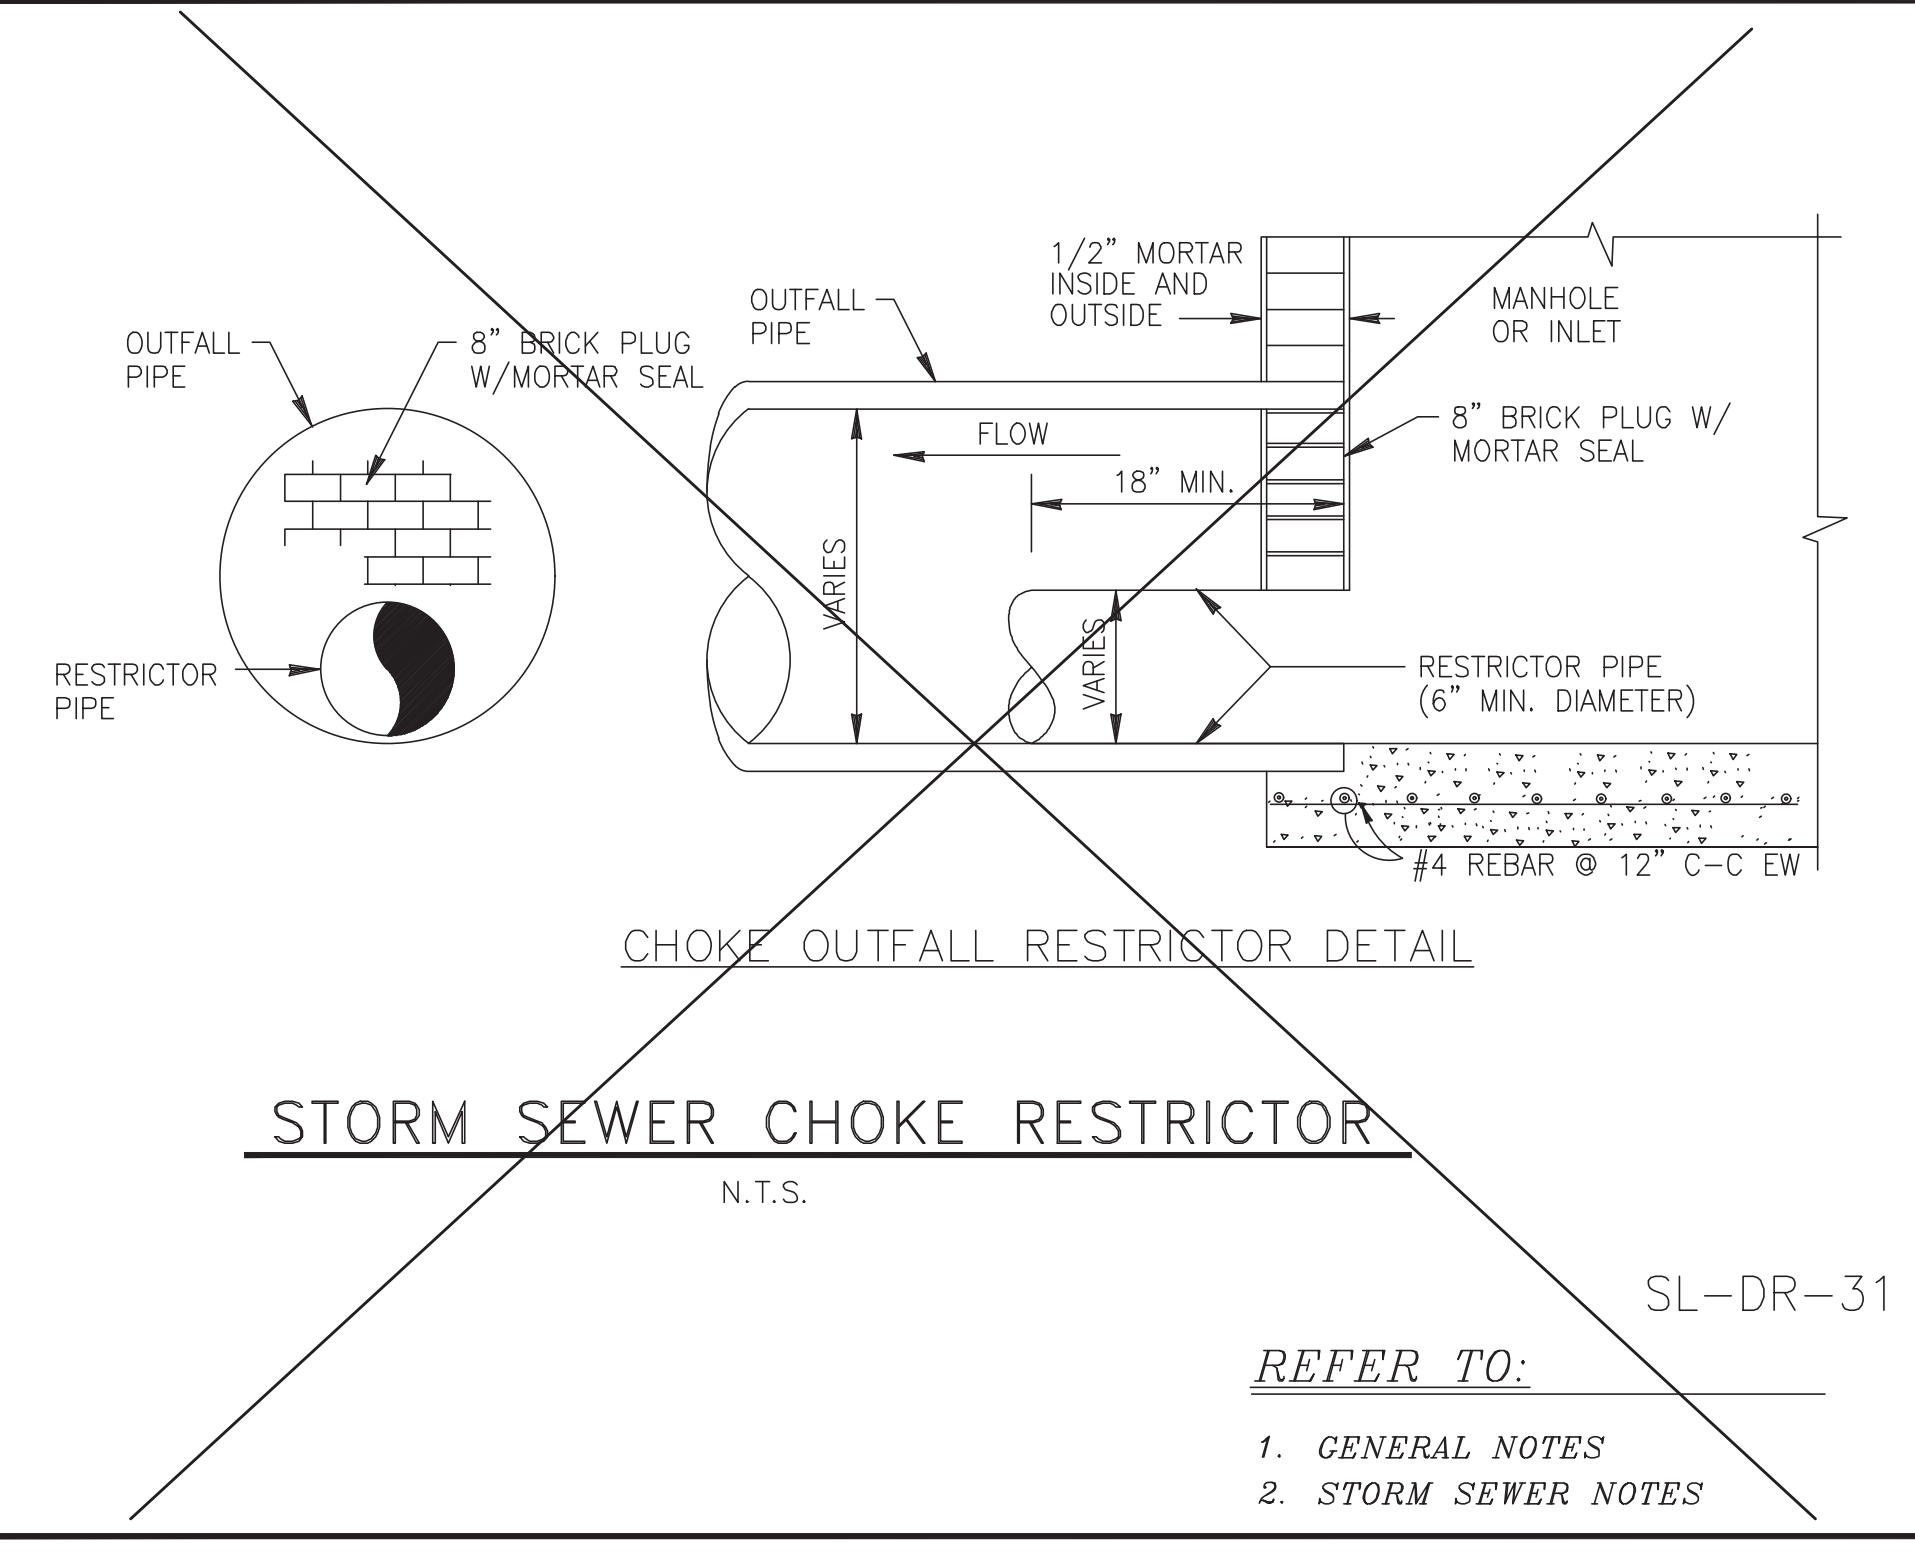 1/2" MORTAR
INSIDE AND
OUTSIDE
OUTFALL
PIPE
MANHOLE
OR INLET
OUTFALL
PIPE
8" BRICK PLUG
W/MORTAR SEAL
8" BRICK PLUG W/
MORTAR SEAL
FLOW
18" MIN.
VARIES
VARIES
RESTRICTOR
PIPE
RESTRICTOR PIPE
(6" MIN. DIAMETER)
#4 REBAR @ 12" C-C EW
CHOKE OUTFALL RESTRICTOR DETAIL
STORM SEWER CHOKE RESTRICTOR
N.T.S.
SL-DR-31
REFER TO:
1. GENERAL NOTES
2. STORM SEWER NOTES